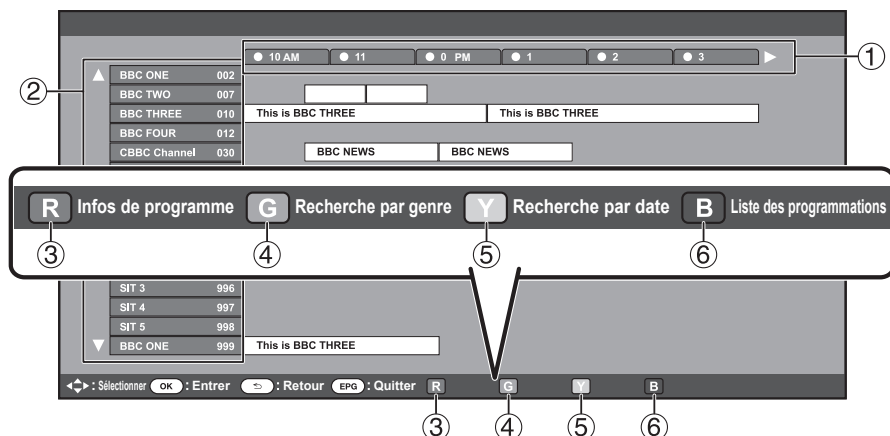 10 AM 11 0 PM 1 2 3 ①
② BBC ONE 002
BBC TWO 007
BBC THREE 010 This is BBC THREE This is BBC THREE
BBC FOUR 012
CBBC Channel 030 BBC NEWS BBC NEWS
R Infos de programme G Recherche par genre Y Recherche par date B Liste des programmations
③ ④ ⑤ ⑥
SIT 3 996
SIT 4 997
SIT 5 998
BBC ONE 999 This is BBC THREE
: Sélectionner OK : Entrer : Retour EPG : Quitter R G Y B
③ ④ ⑤ ⑥